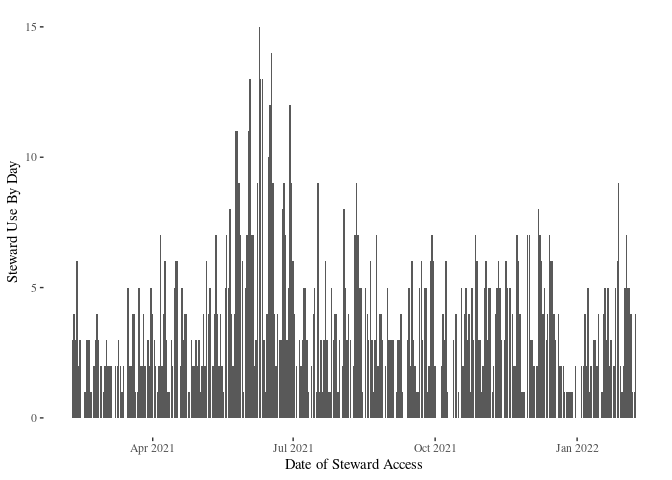 15
10
5
0
Steward Use By Day
Apr 2021
Jul 2021
Oct 2021
Jan 2022
Date of Steward Access